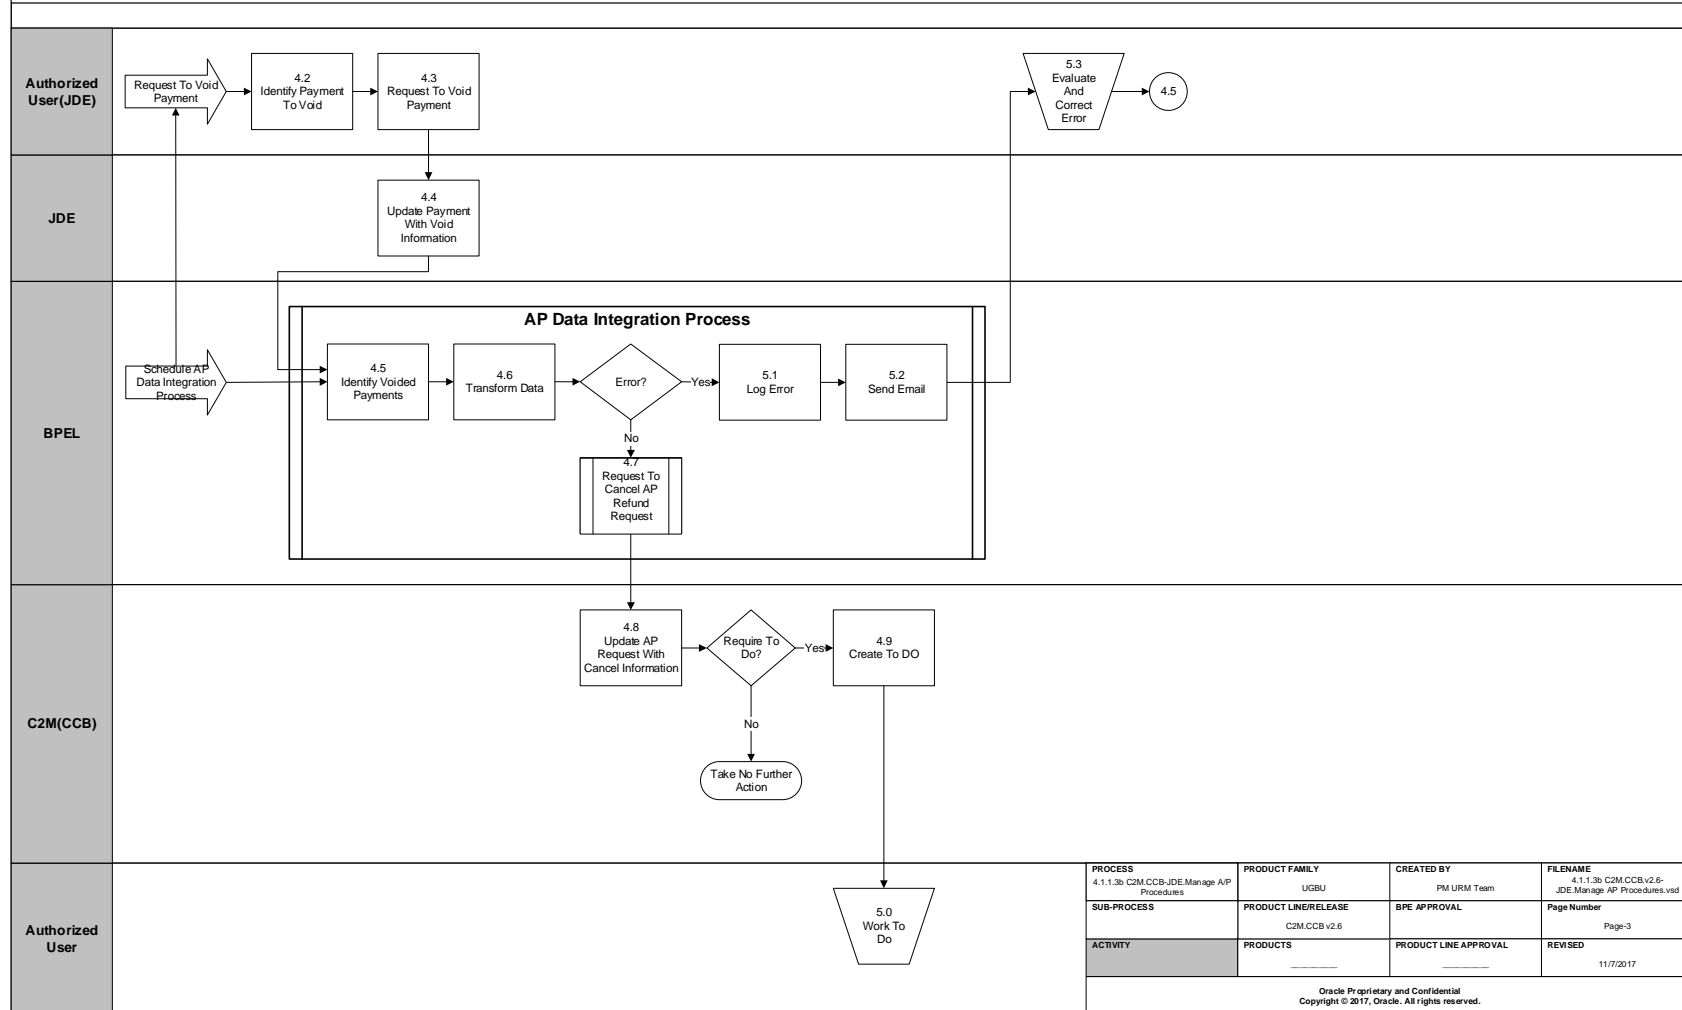 Authorized
User(JDE)
Request To Void
Payment
4.2
Identify Payment
To Void
4.3
Request To Void
Payment
5.3
Evaluate
And
Correct
Error
4.5
JDE
4.4
Update Payment
With Void
Information
BPEL
AP Data Integration Process
Schedule AP
Data Integration
Process
4.5
Identify Voided
Payments
4.6
Transform Data
Error?
Yes
5.1
Log Error
5.2
Send Email
No
4.7
Request To
Cancel AP
Refund
Request
C2M(CCB)
4.8
Update AP
Request With
Cancel Information
Require To
Do?
Yes
4.9
Create To DO
No
Take No Further
Action
Authorized
User
5.0
Work To
Do
PROCESS
4.1.1.3b C2M.CCB-JDE.Manage A/P
Procedures
PRODUCT FAMILY
UGBU
CREATED BY
PM URM Team
FILENAME
4.1.1.3b C2M.CCB.v2.6-
JDE.Manage AP Procedures.vsd
SUB-PROCESS
PRODUCT LINE/RELEASE
C2M.CCB v2.6
BPE APPROVAL
Page Number
Page-3
ACTIVITY
PRODUCTS
PRODUCT LINE APPROVAL
REVISED
11/7/2017
Oracle Proprietary and Confidential
Copyright © 2017, Oracle. All rights reserved.